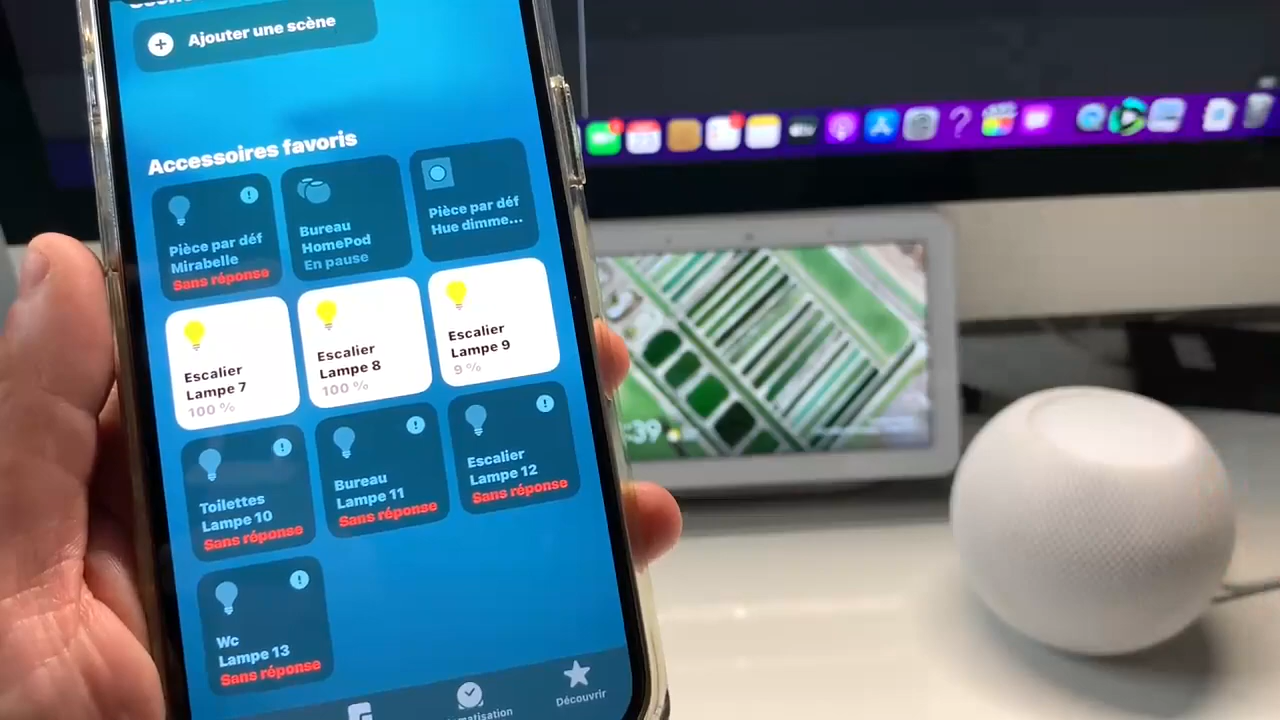 Ajouter une scène
Accessoires favoris
Pièce par déf
Mirabelle
Sans réponse
Bureau
HomePod
En pause
Pièce par déf
Hue dimme...
Escalier
Lampe 7
100 %
Escalier
Lampe 8
100 %
Escalier
Lampe 9
9 %
Toilettes
Lampe 10
Sans réponse
Bureau
Lampe 11
Sans réponse
Escalier
Lampe 12
Sans réponse
Wc
Lampe 13
Sans réponse
Découvrir
:39